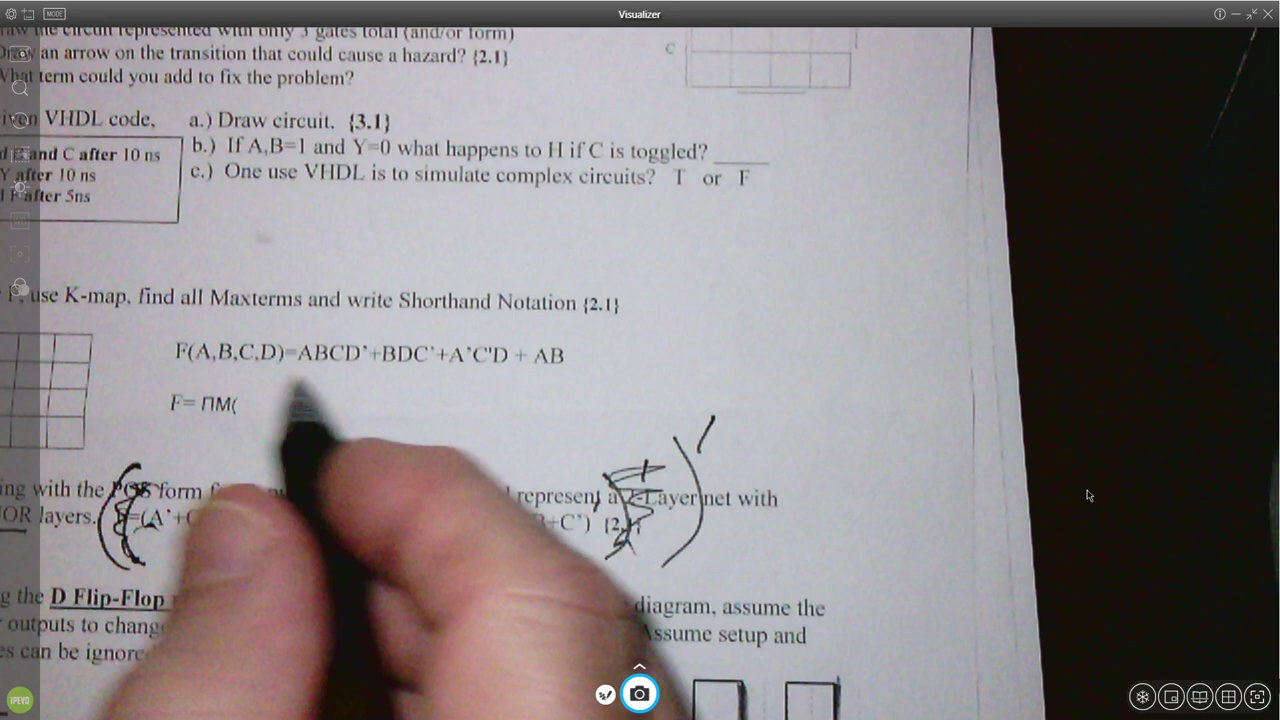 MODE
Visualizer
the circuit represented with only 3 gates total (and/or form)
Draw an arrow on the transition that could cause a hazard? {2.1}
What term could you add to fix the problem?
C
VHDL code, a.) Draw circuit. {3.1}
b.) If A,B=1 and Y=0 what happens to H if C is toggled? ______
c.) One use VHDL is to simulate complex circuits? T or F
and C after 10 ns
Y after 10 ns
F after 5ns
use K-map, find all Maxterms and write Shorthand Notation {2.1}
F(A,B,C,D)=ABCD'+BDC'+A'C'D + AB
F= ΠM(
ing with the POS form represent a 2-Layer net with
OR layers. =(A'+ +C') {2.1}
g the D Flip-Flop diagram, assume the
outputs to change Assume setup and
es can be ignored
IPEVO